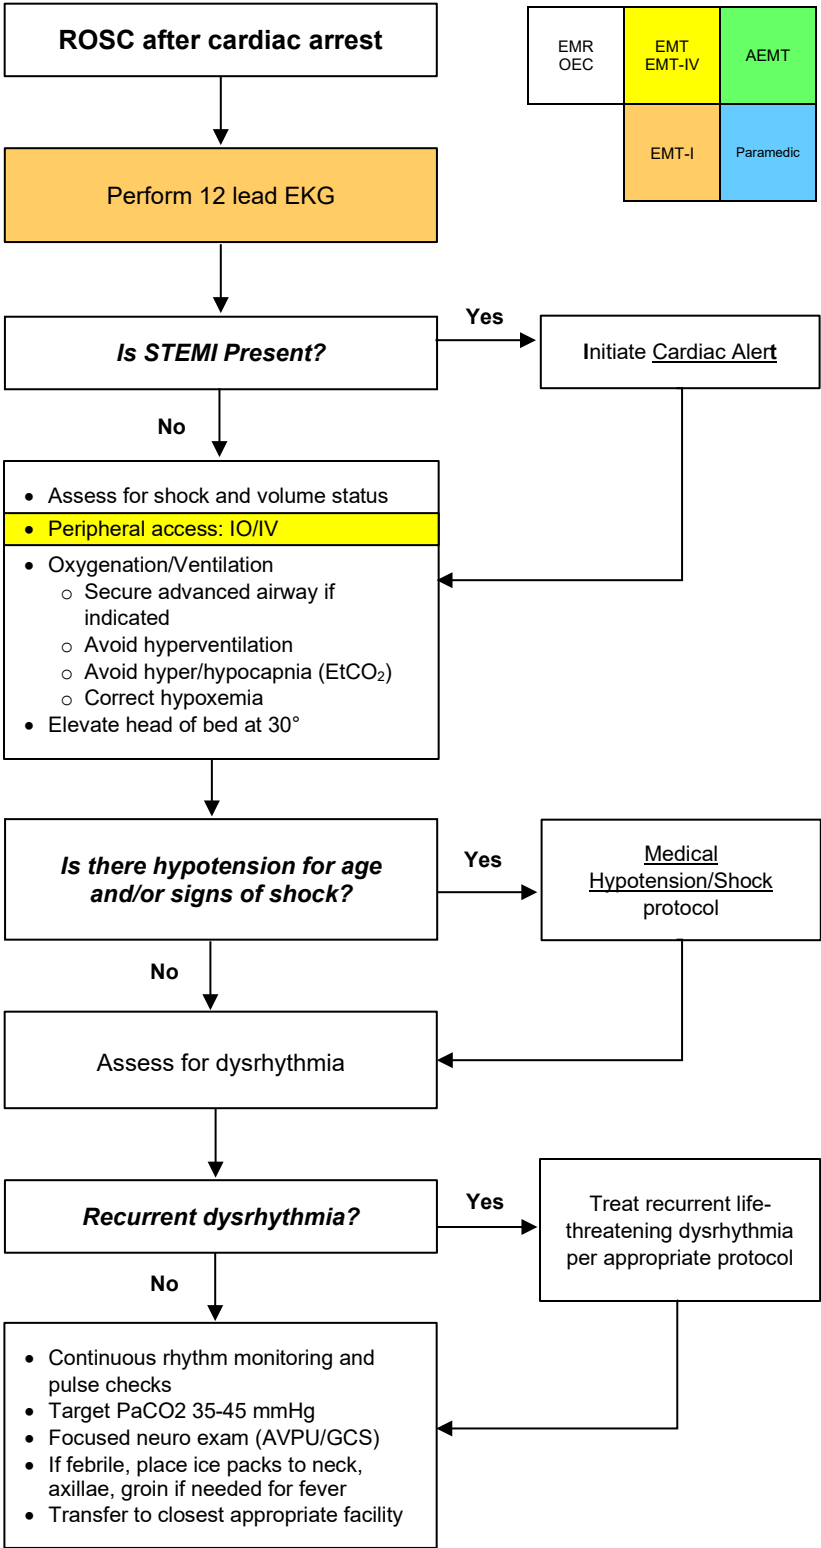 ROSC after cardiac arrest
EMR
OEC
EMT
EMT-IV
AEMT
EMT-I
Paramedic
Perform 12 lead EKG
Is STEMI Present?
Yes
Initiate Cardiac Alert
No
• Assess for shock and volume status
• Peripheral access: IO/IV
• Oxygenation/Ventilation
o Secure advanced airway if
indicated
o Avoid hyperventilation
o Avoid hyper/hypocapnia (EtCO₂)
o Correct hypoxemia
• Elevate head of bed at 30°
Is there hypotension for age
and/or signs of shock?
Yes
Medical
Hypotension/Shock
protocol
No
Assess for dysrhythmia
Recurrent dysrhythmia?
Yes
Treat recurrent life-
threatening dysrhythmia
per appropriate protocol
No
• Continuous rhythm monitoring and
pulse checks
• Target PaCO2 35-45 mmHg
• Focused neuro exam (AVPU/GCS)
• If febrile, place ice packs to neck,
axillae, groin if needed for fever
• Transfer to closest appropriate facility